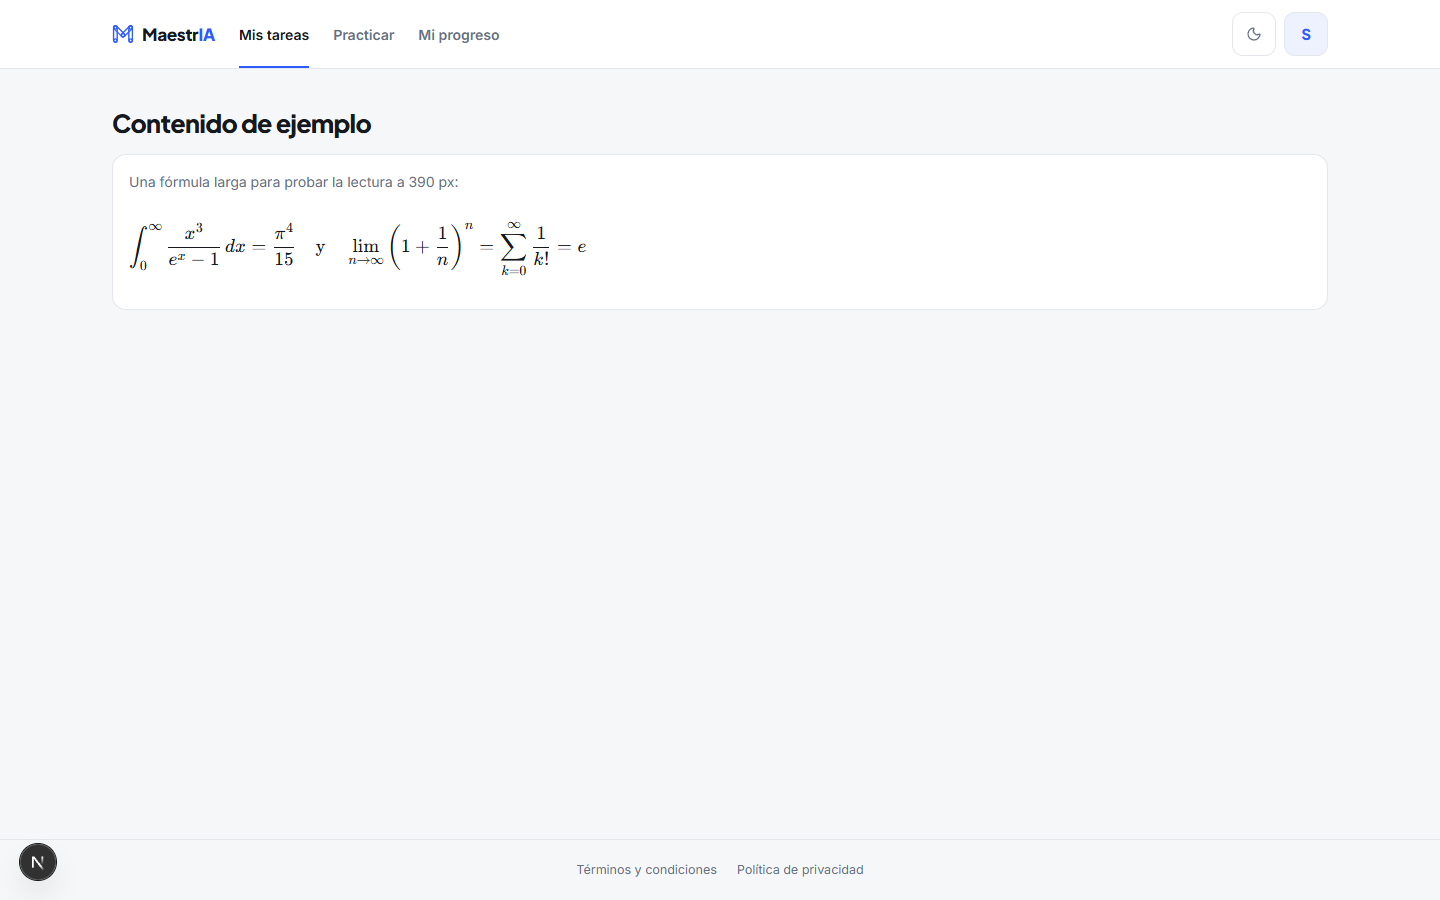 MaestrIA Mis tareas Practicar Mi progreso S
Contenido de ejemplo
Una fórmula larga para probar la lectura a 390 px:
∫₀^∞ x³/(eˣ − 1) dx = π⁴/15 y lim n→∞ (1 + 1/n)ⁿ = ∑ k=0 ^∞ 1/k! = e
N
Términos y condiciones Política de privacidad